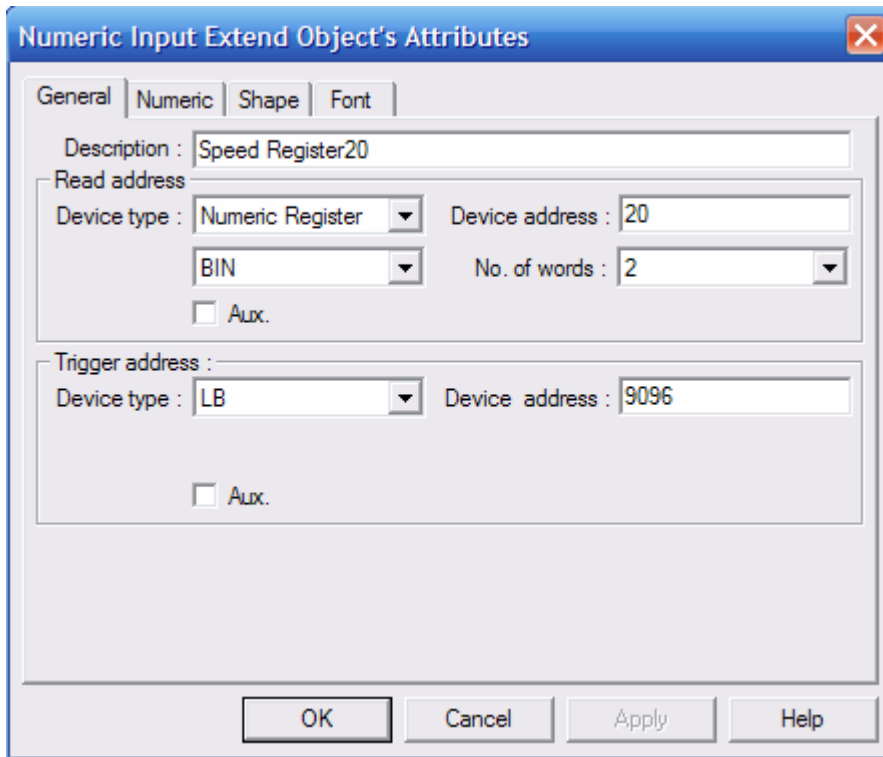 Numeric Input Extend Object's Attributes
General Numeric Shape Font
Description : Speed Register20
Read address
Device type : Numeric Register Device address : 20
BIN No. of words : 2
Aux.
Trigger address :
Device type : LB Device address : 9096
Aux.
OK Cancel Apply Help